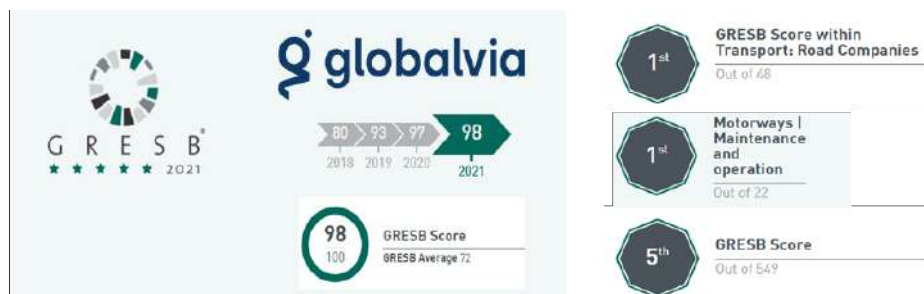 GRESB®
★★★★★ 2021
globalvia
80 93 97 98
2018 2019 2020 2021
98
100
GRESB Score
GRESB Average 72
1st
GRESB Score within
Transport: Road Companies
Out of 48
1st
Motorways |
Maintenance
and
operation
Out of 22
5th
GRESB Score
Out of 549